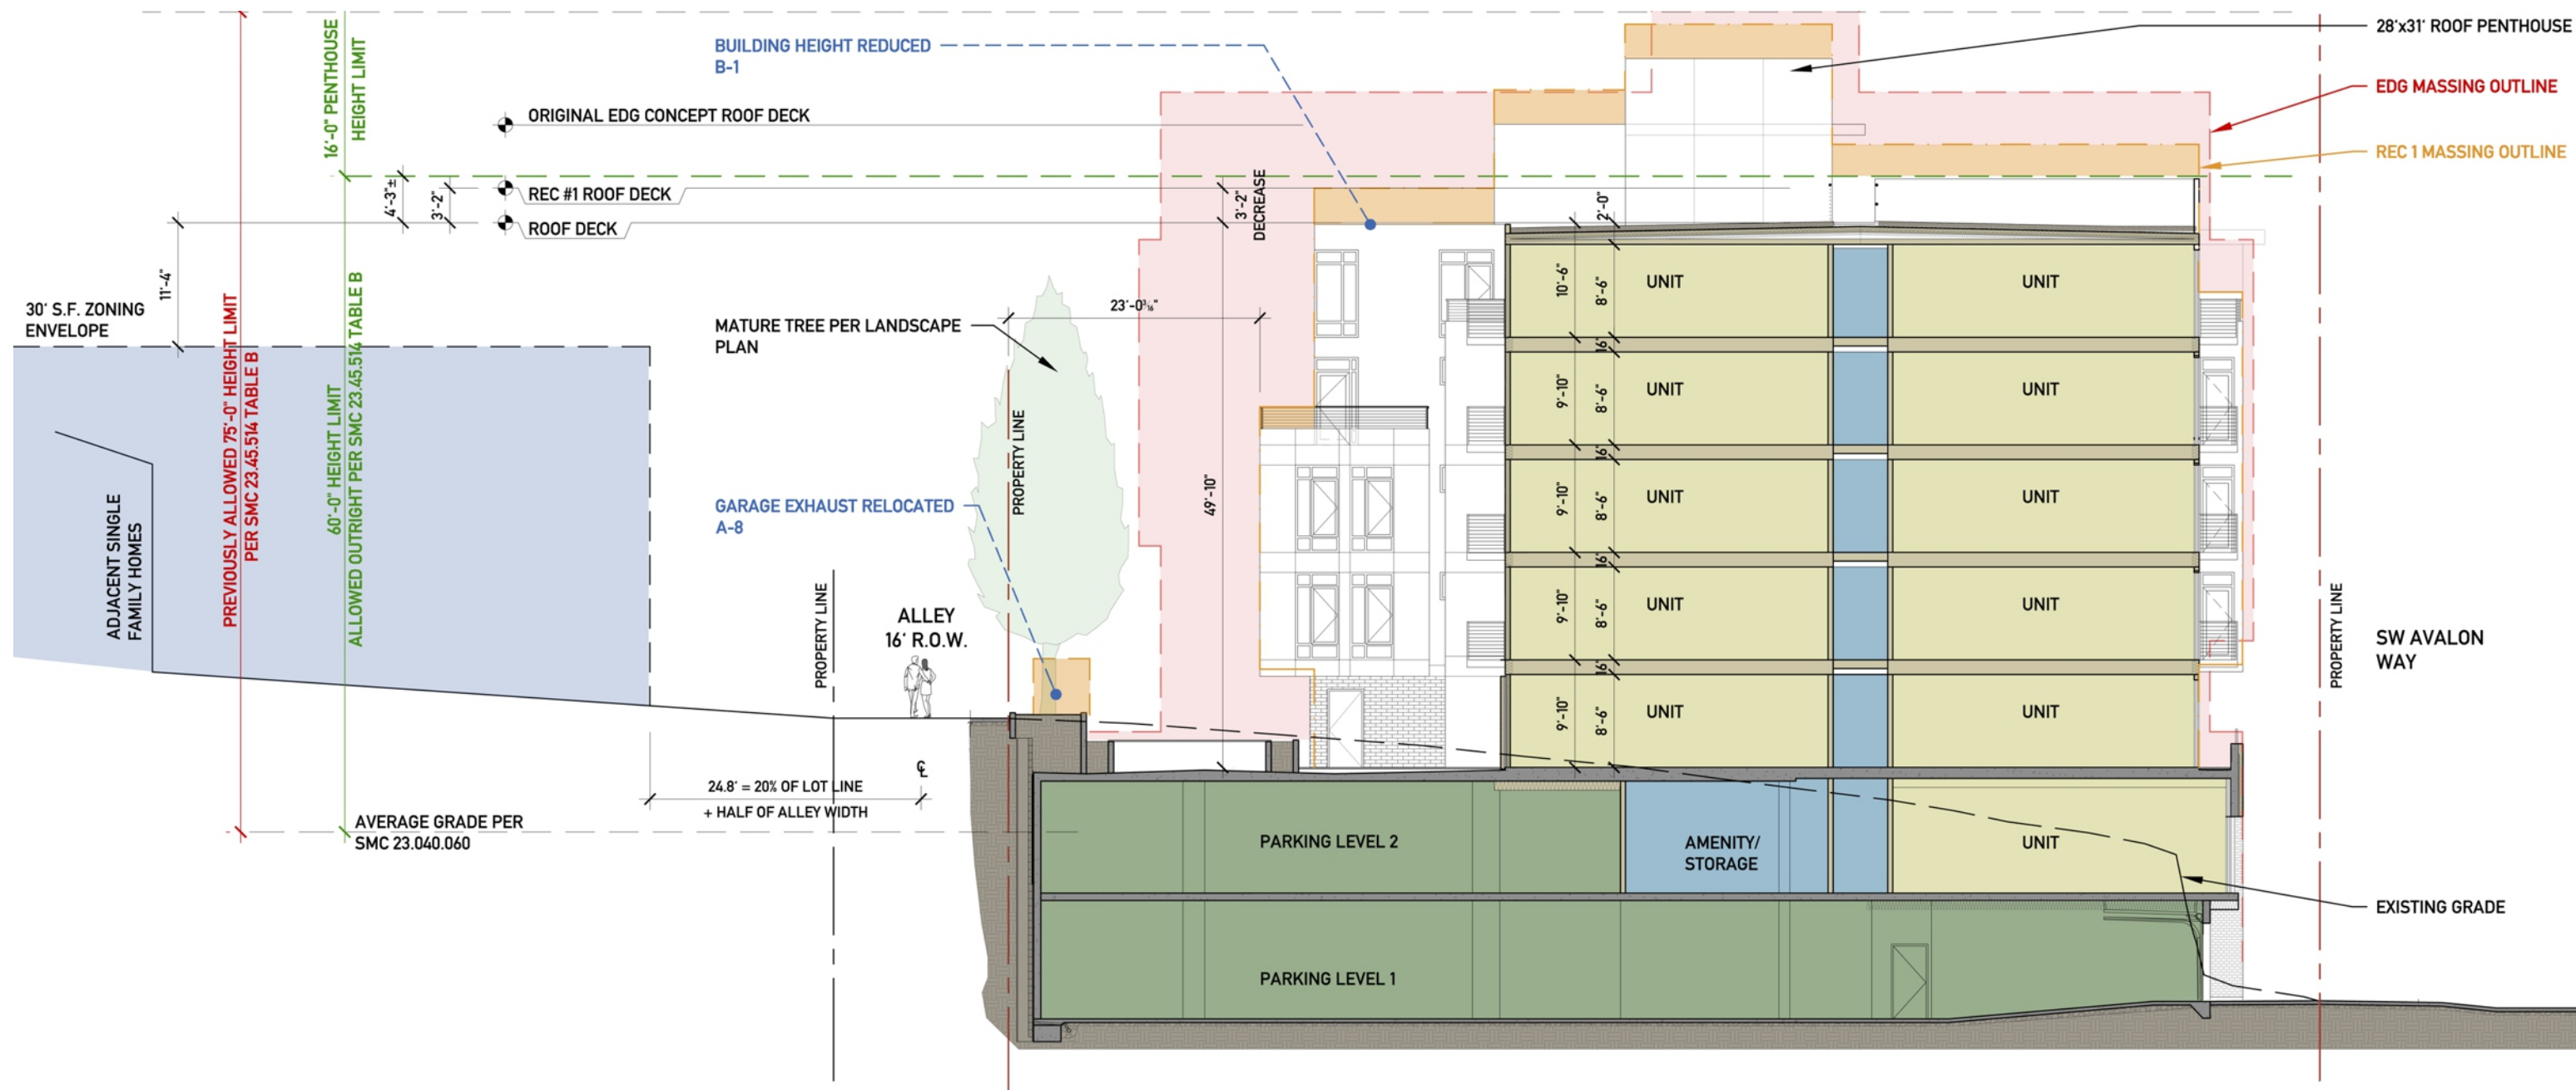 16'-0" PENTHOUSE
HEIGHT LIMIT
BUILDING HEIGHT REDUCED
B-1
28'x31' ROOF PENTHOUSE
EDG MASSING OUTLINE
REC 1 MASSING OUTLINE
ORIGINAL EDG CONCEPT ROOF DECK
REC #1 ROOF DECK
ROOF DECK
4'-3"±
3'-2"
3'-2"
DECREASE
2'-0"
11'-4"
30' S.F. ZONING
ENVELOPE
PREVIOUSLY ALLOWED 75'-0" HEIGHT LIMIT
PER SMC 23.45.514 TABLE B
60'-0" HEIGHT LIMIT
ALLOWED OUTRIGHT PER SMC 23.45.514 TABLE B
ADJACENT SINGLE
FAMILY HOMES
MATURE TREE PER LANDSCAPE
PLAN
23'-0 3/16"
PROPERTY LINE
49'-10"
GARAGE EXHAUST RELOCATED
A-8
PROPERTY LINE
ALLEY
16' R.O.W.
10'-6"
8'-6"
UNIT
UNIT
16"
9'-10"
8'-6"
UNIT
UNIT
16"
9'-10"
8'-6"
UNIT
UNIT
16"
9'-10"
8'-6"
UNIT
UNIT
16"
9'-10"
8'-6"
UNIT
UNIT
PROPERTY LINE
SW AVALON
WAY
℄
24.8' = 20% OF LOT LINE
+ HALF OF ALLEY WIDTH
AVERAGE GRADE PER
SMC 23.040.060
PARKING LEVEL 2
AMENITY/
STORAGE
UNIT
EXISTING GRADE
PARKING LEVEL 1